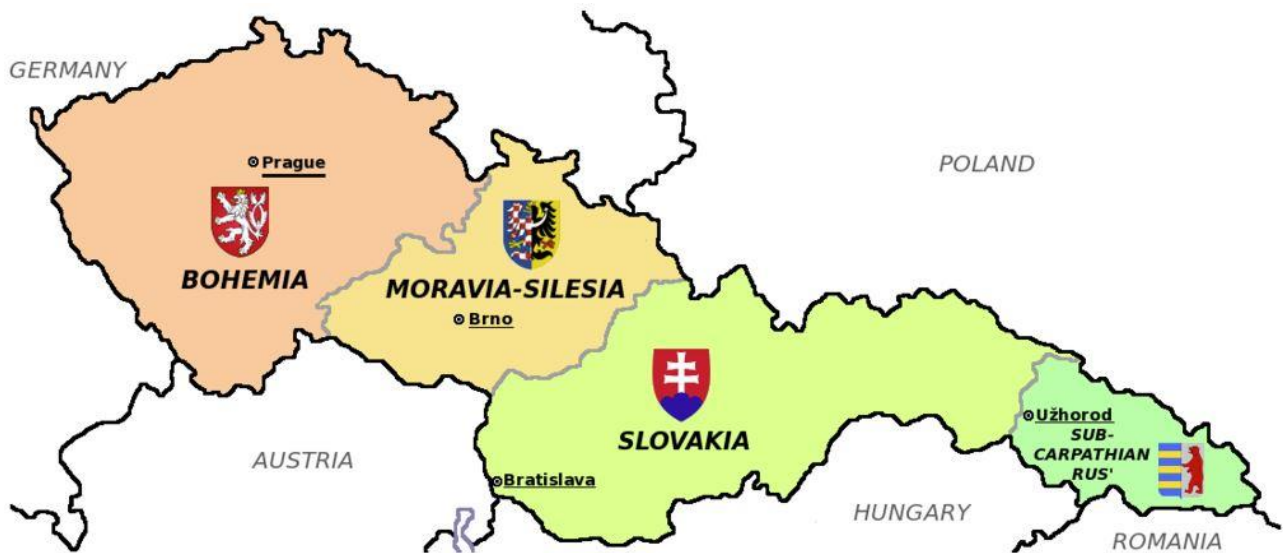 GERMANY
POLAND
Prague
BOHEMIA
MORAVIA-SILESIA
Brno
Užhorod
SUB-
CARPATHIAN
RUS'
SLOVAKIA
AUSTRIA
Bratislava
HUNGARY
ROMANIA